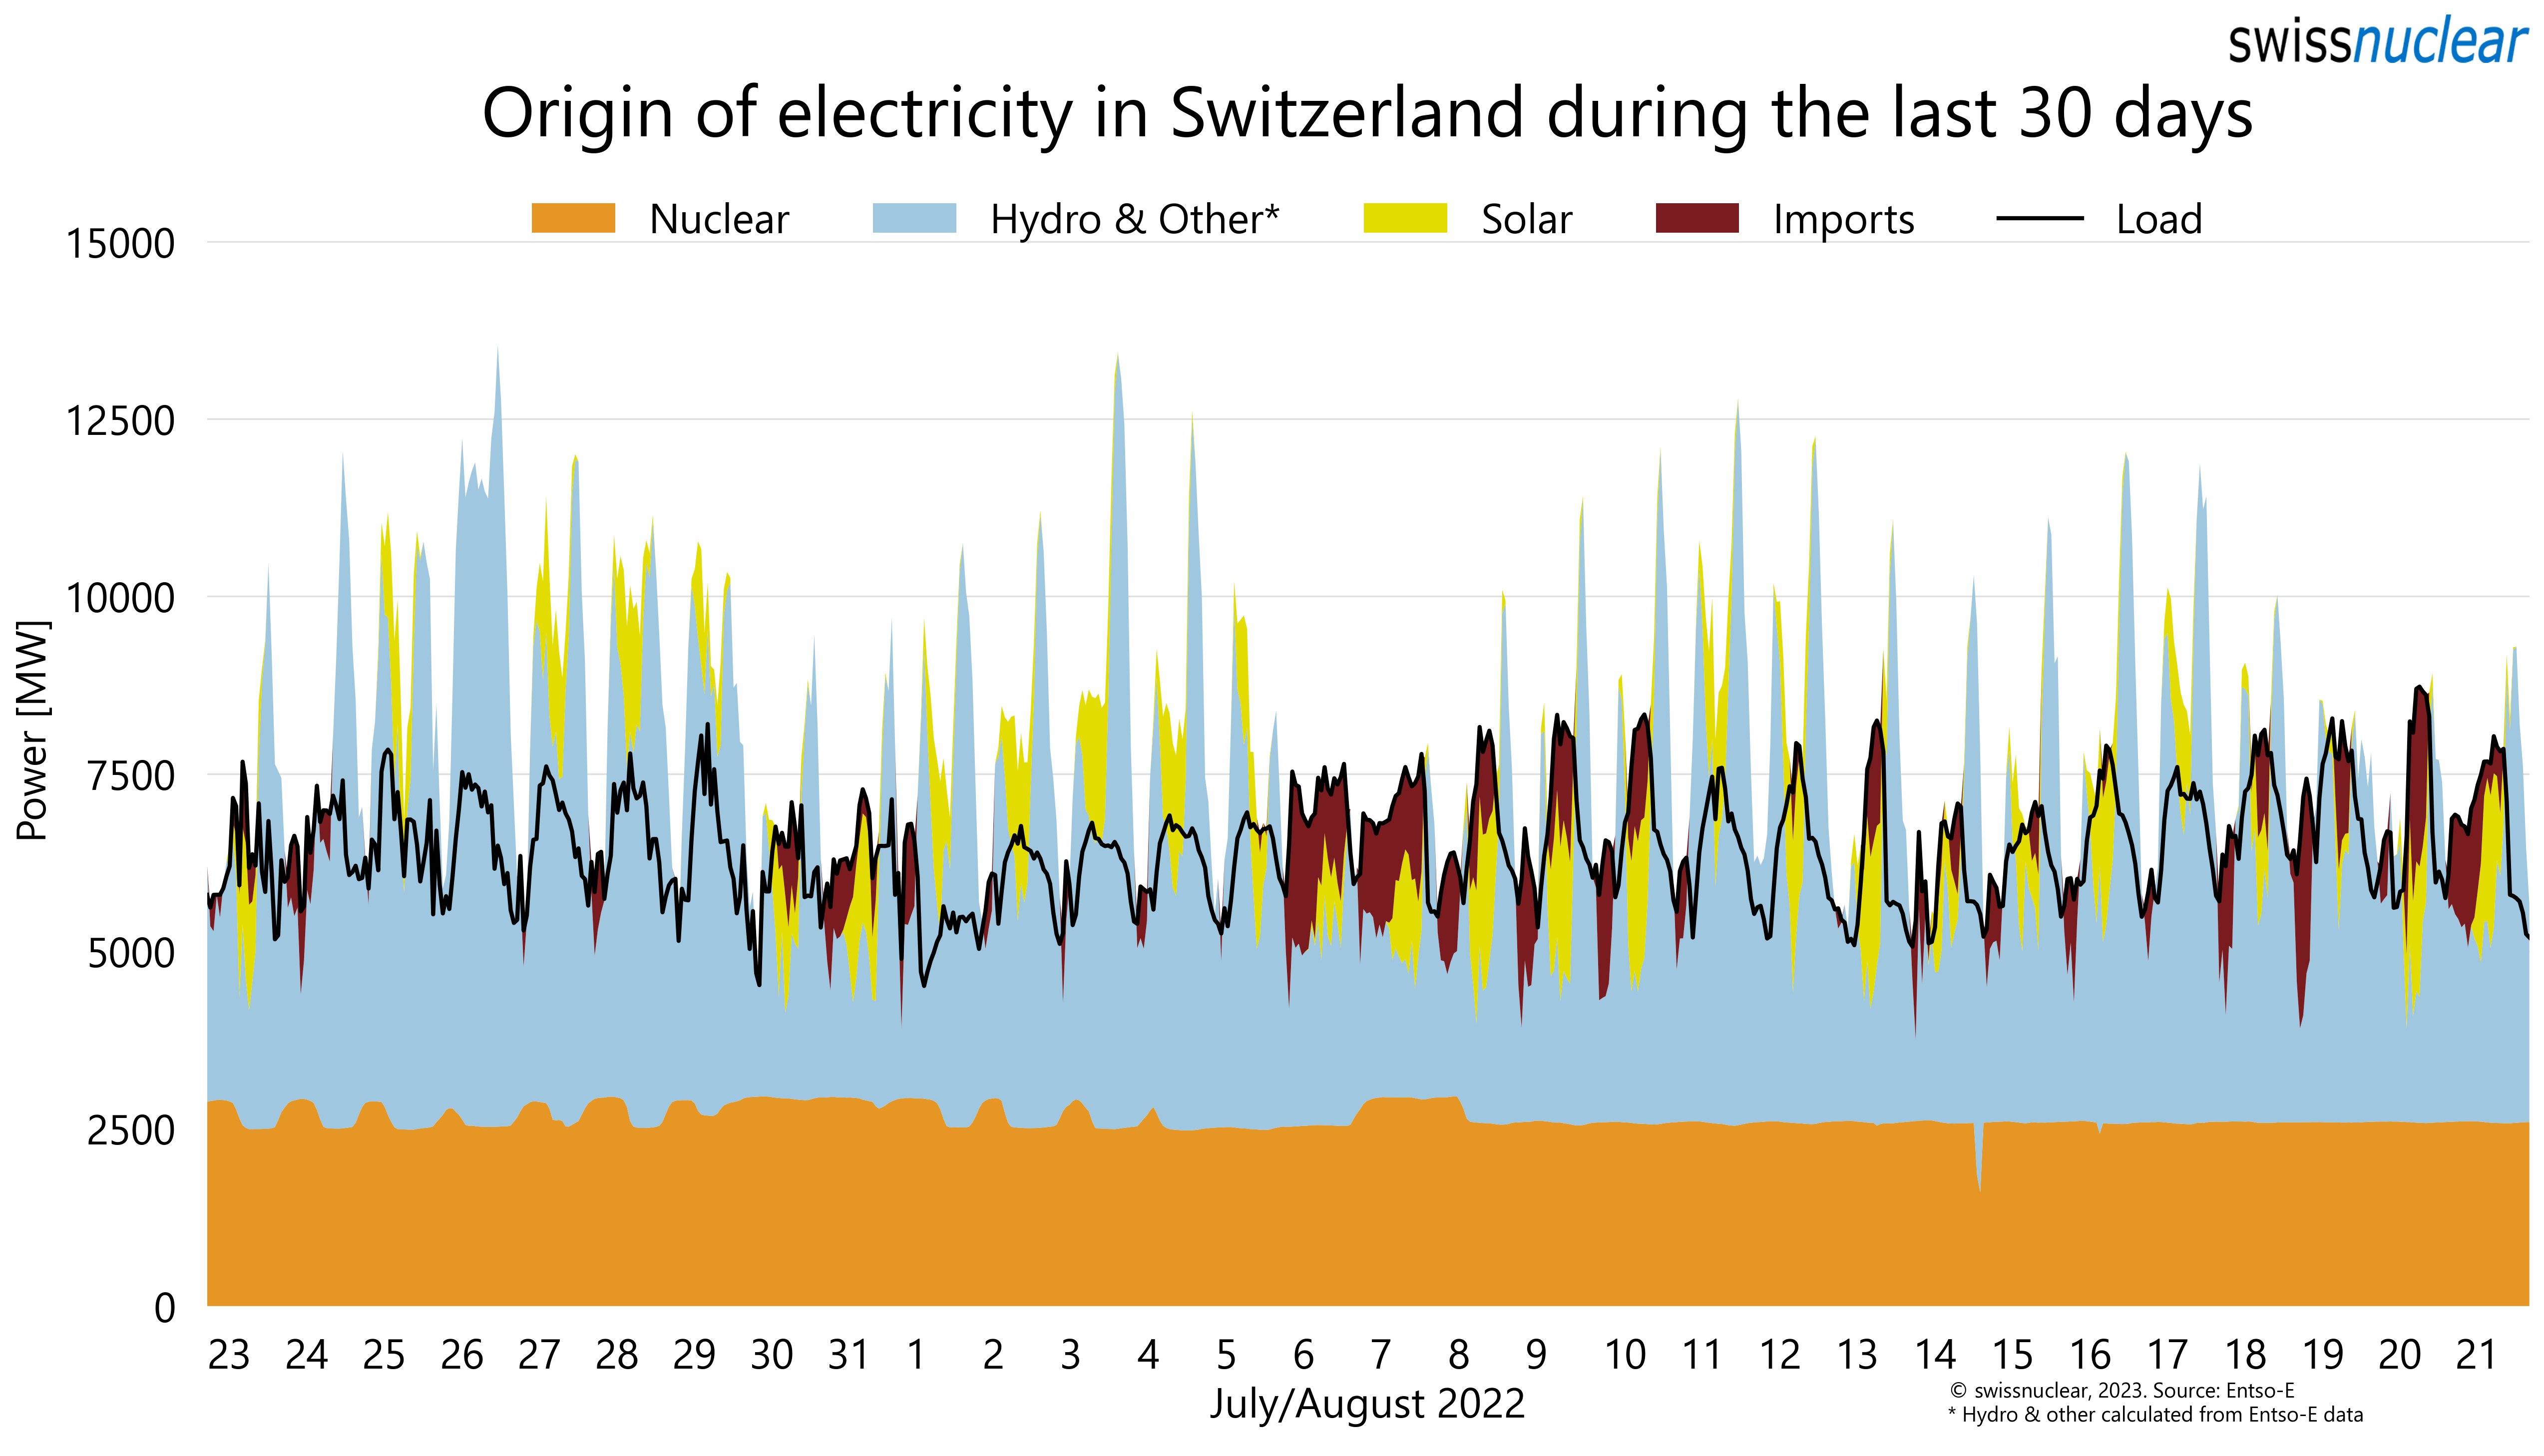 swissnuclear
Origin of electricity in Switzerland during the last 30 days
Nuclear Hydro & Other* Solar Imports Load
15000
12500
10000
7500
5000
2500
0
Power [MW]
23 24 25 26 27 28 29 30 31 1 2 3 4 5 6 7 8 9 10 11 12 13 14 15 16 17 18 19 20 21
July/August 2022
© swissnuclear, 2023. Source: Entso-E
* Hydro & other calculated from Entso-E data